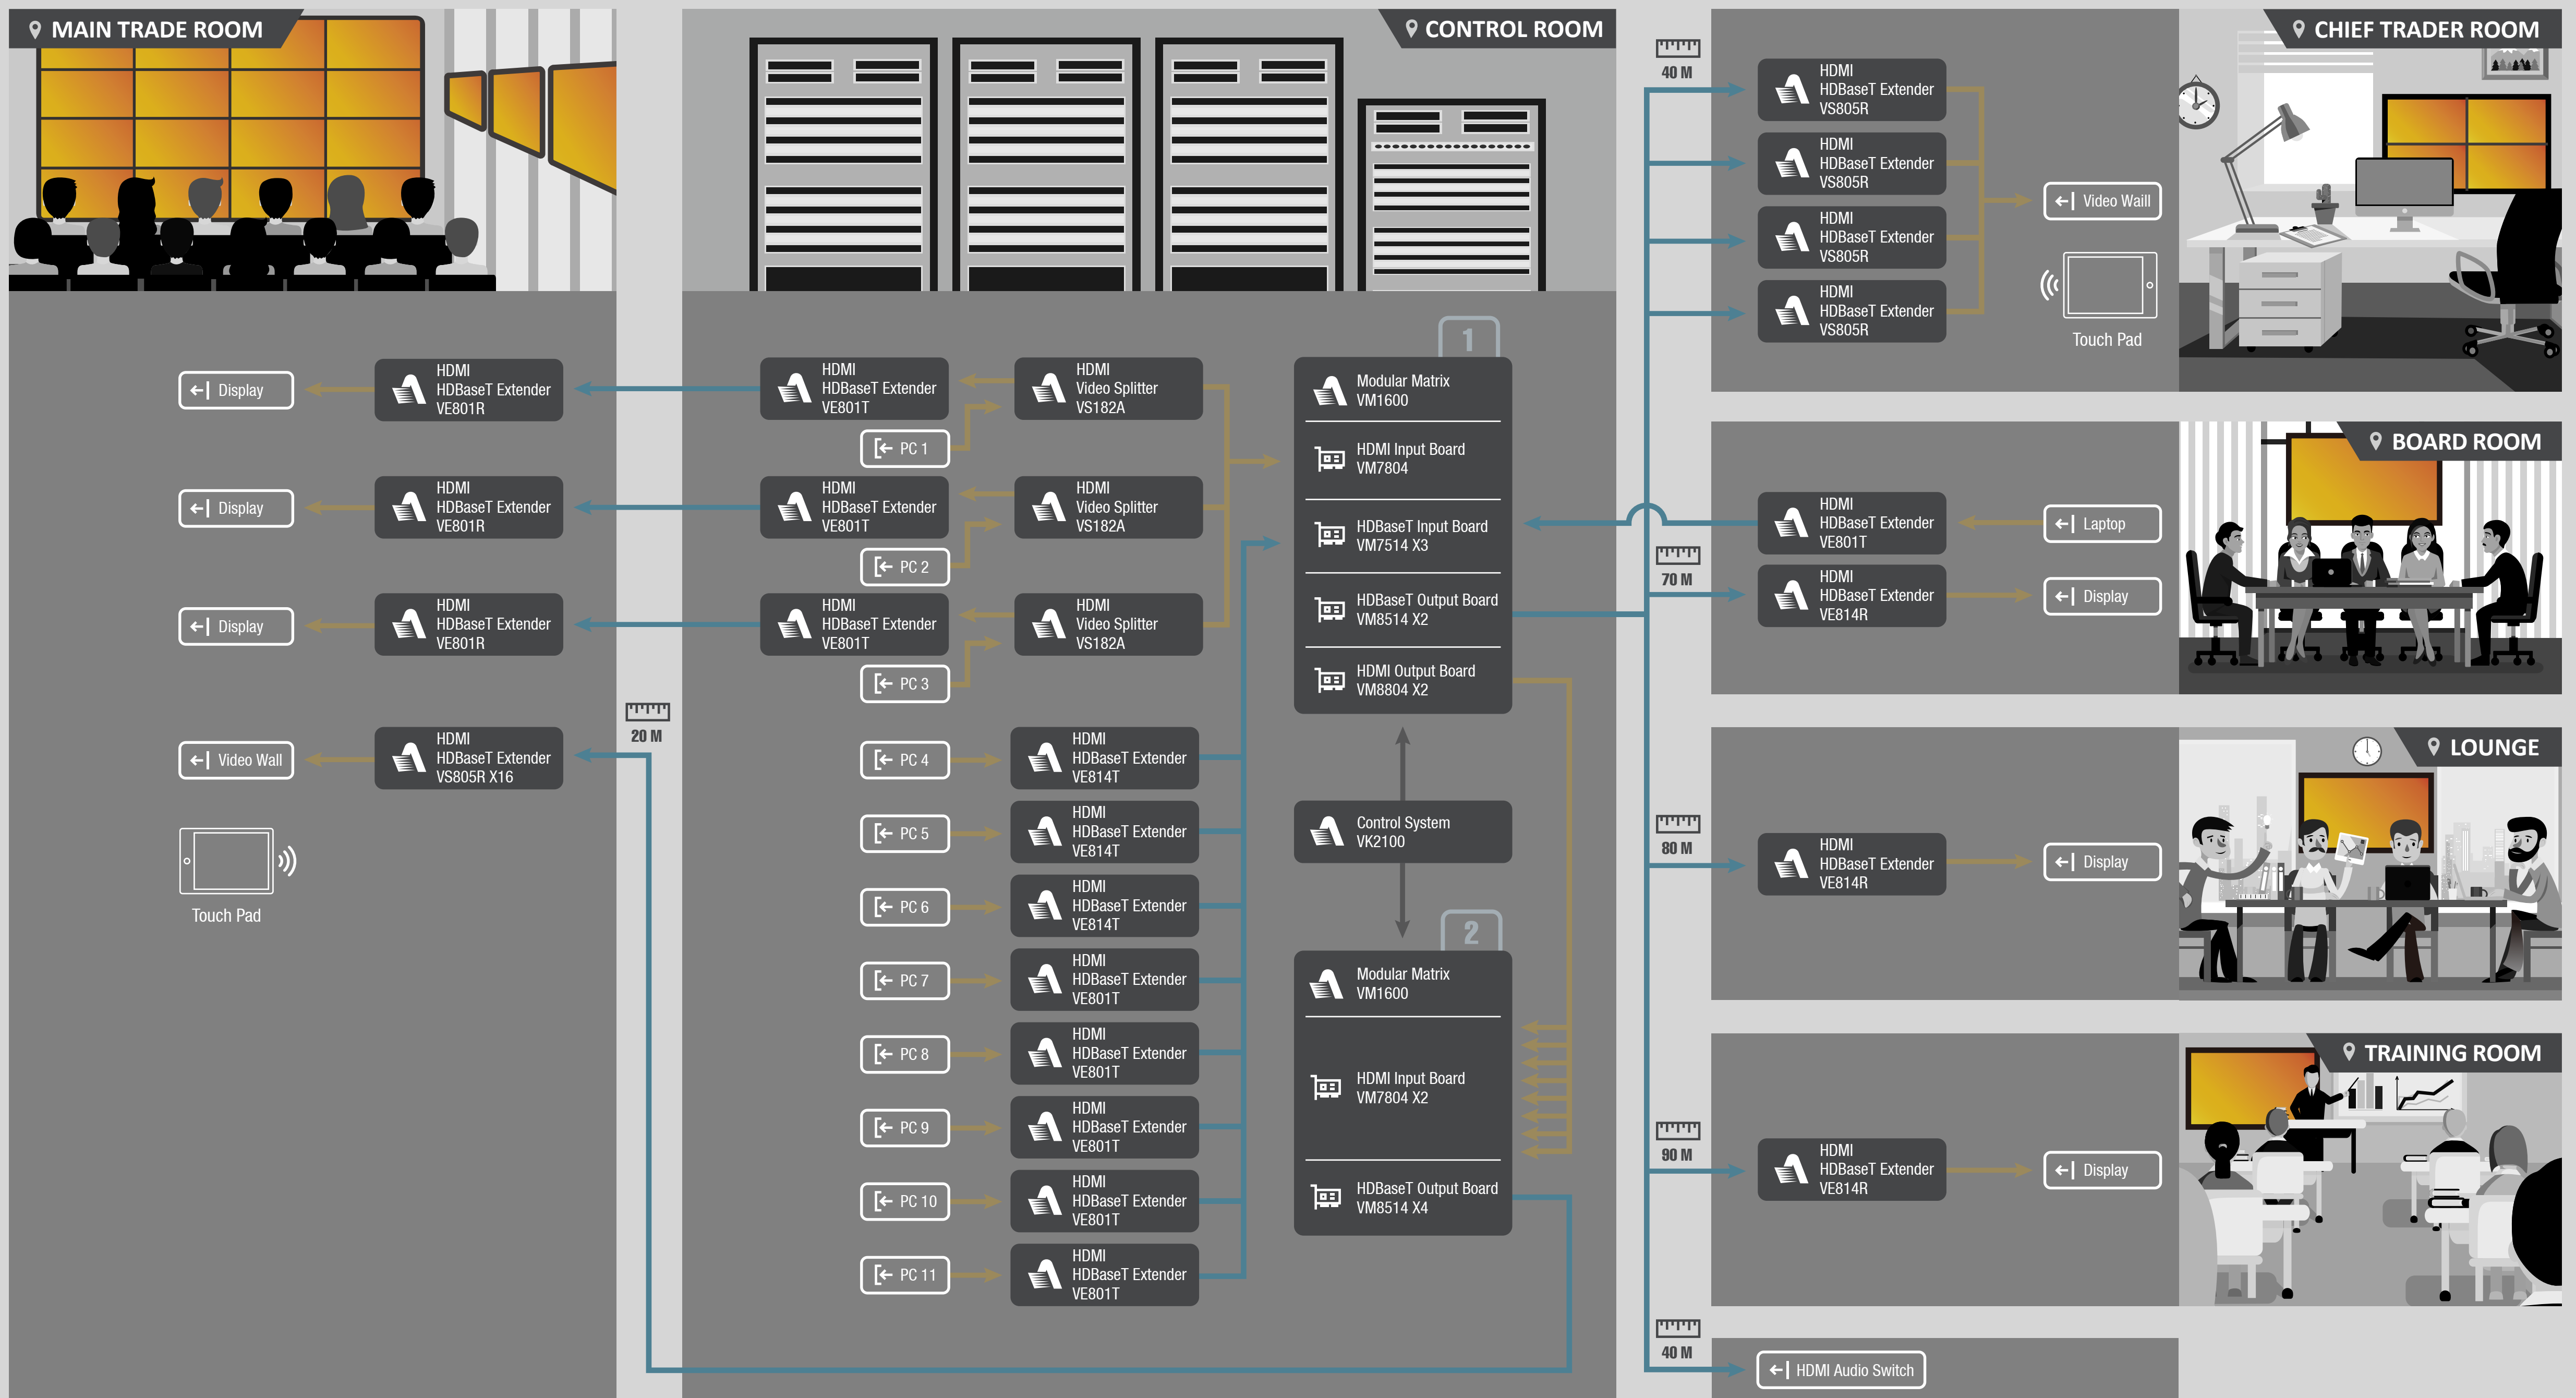 MAIN TRADE ROOM
Display
HDMI
HDBaseT Extender
VE801R
Display
HDMI
HDBaseT Extender
VE801R
Display
HDMI
HDBaseT Extender
VE801R
Video Wall
HDMI
HDBaseT Extender
VS805R X16
Touch Pad
20 M
CONTROL ROOM
HDMI
HDBaseT Extender
VE801T
HDMI
Video Splitter
VS182A
PC 1
HDMI
HDBaseT Extender
VE801T
HDMI
Video Splitter
VS182A
PC 2
HDMI
HDBaseT Extender
VE801T
HDMI
Video Splitter
VS182A
PC 3
PC 4
HDMI
HDBaseT Extender
VE814T
PC 5
HDMI
HDBaseT Extender
VE814T
PC 6
HDMI
HDBaseT Extender
VE814T
PC 7
HDMI
HDBaseT Extender
VE801T
PC 8
HDMI
HDBaseT Extender
VE801T
PC 9
HDMI
HDBaseT Extender
VE801T
PC 10
HDMI
HDBaseT Extender
VE801T
PC 11
HDMI
HDBaseT Extender
VE801T
1
Modular Matrix
VM1600
HDMI Input Board
VM7804
HDBaseT Input Board
VM7514 X3
HDBaseT Output Board
VM8514 X2
HDMI Output Board
VM8804 X2
Control System
VK2100
2
Modular Matrix
VM1600
HDMI Input Board
VM7804 X2
HDBaseT Output Board
VM8514 X4
40 M
CHIEF TRADER ROOM
HDMI
HDBaseT Extender
VS805R
HDMI
HDBaseT Extender
VS805R
HDMI
HDBaseT Extender
VS805R
HDMI
HDBaseT Extender
VS805R
Video Waill
Touch Pad
70 M
BOARD ROOM
HDMI
HDBaseT Extender
VE801T
Laptop
HDMI
HDBaseT Extender
VE814R
Display
80 M
LOUNGE
HDMI
HDBaseT Extender
VE814R
Display
90 M
TRAINING ROOM
HDMI
HDBaseT Extender
VE814R
Display
40 M
HDMI Audio Switch